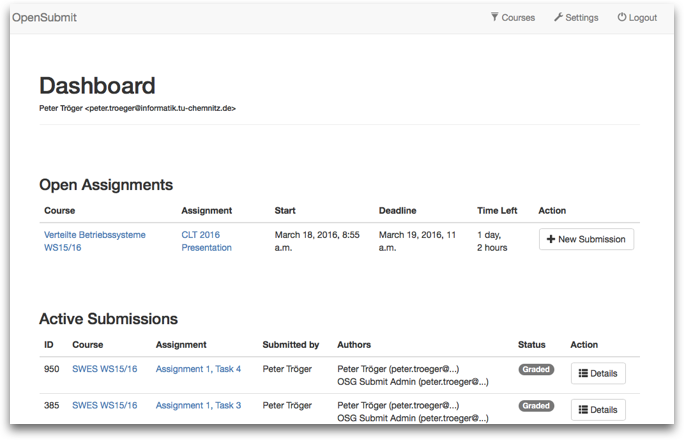 OpenSubmit
Courses
Settings
Logout
Dashboard
Peter Tröger <peter.troeger@informatik.tu-chemnitz.de>
Open Assignments
Course Assignment Start Deadline Time Left Action
Verteilte Betriebssysteme CLT 2016 March 18, 2016, 8:55 March 19, 2016, 11 1 day, New Submission
WS15/16 Presentation a.m. a.m. 2 hours
Active Submissions
ID Course Assignment Submitted by Authors Status Action
950 SWES WS15/16 Assignment 1, Task 4 Peter Tröger Peter Tröger (peter.troeger@...) Graded Details
OSG Submit Admin (peter.troeger@...)
385 SWES WS15/16 Assignment 1, Task 3 Peter Tröger Peter Tröger (peter.troeger@...) Graded Details
OSG Submit Admin (peter.troeger@...)